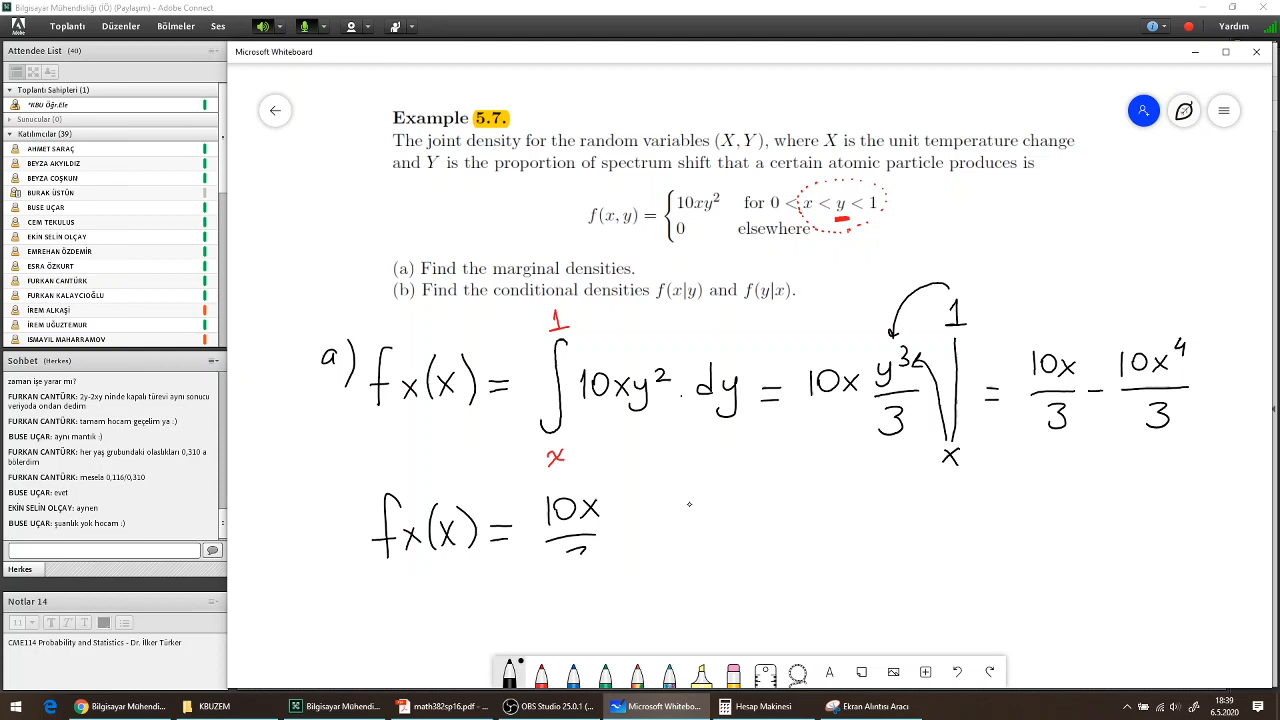 Bilgisayar Mühendisliği (İÖ) (Paylaşım) - Adobe Connect
Adobe
Toplantı Düzenler Bölmeler Ses Yardım
Attendee List (40)
Toplantı Sahipleri (1)
*KBU Öğr.Ele
Sunucular (0)
Katılımcılar (39)
AHMET SARAÇ
BEYZA AKYILDIZ
BEYZA COŞKUN
BURAK ÜSTÜN
BUSE UÇAR
CEM TEKULUS
EKİN SELİN OLÇAY
EMREHAN ÖZDEMİR
ESRA ÖZKURT
FURKAN CANTÜRK
FURKAN KALAYCIOĞLU
İREM ALKAŞİ
İREM UĞUZTEMUR
ISMAYIL MAHARRAMOV
Sohbet (Herkes)
zaman işe yarar mı?
FURKAN CANTÜRK: 2y-2xy ninde kapalı türevi aynı sonucu
veriyoda ondan dedim
FURKAN CANTÜRK: tamam hocam geçelim ya :)
BUSE UÇAR: aynı mantık :)
FURKAN CANTÜRK: her yaş grubundaki olaslıkları 0,310 a
bölerdim
FURKAN CANTÜRK: mesela 0,116/0,310
BUSE UÇAR: evet
EKİN SELİN OLÇAY: aynen
BUSE UÇAR: şuanlık yok hocam :)
Herkes
Notlar 14
11
CME114 Probability and Statistics - Dr. İlker Türker
Microsoft Whiteboard
Example 5.7.
The joint density for the random variables (X, Y), where X is the unit temperature change
and Y is the proportion of spectrum shift that a certain atomic particle produces is
f(x, y) = { 10xy² for 0 < x < y < 1
0 elsewhere
(a) Find the marginal densities.
(b) Find the conditional densities f(x|y) and f(y|x).
a) fx(x) = ∫ₓ¹ 10xy² . dy = 10x y³/3 |ₓ¹ = 10x/3 - 10x⁴/3
fx(x) = 10x
Bilgisayar Mühendi... KRUZEM Bilgisayar Mühendi... math382sp16.pdf - ... OBS Studio 25.0.1 (... Microsoft Whitebo... Hesap Makinesi Ekran Alıntısı Aracı
18:39
6.5.2020